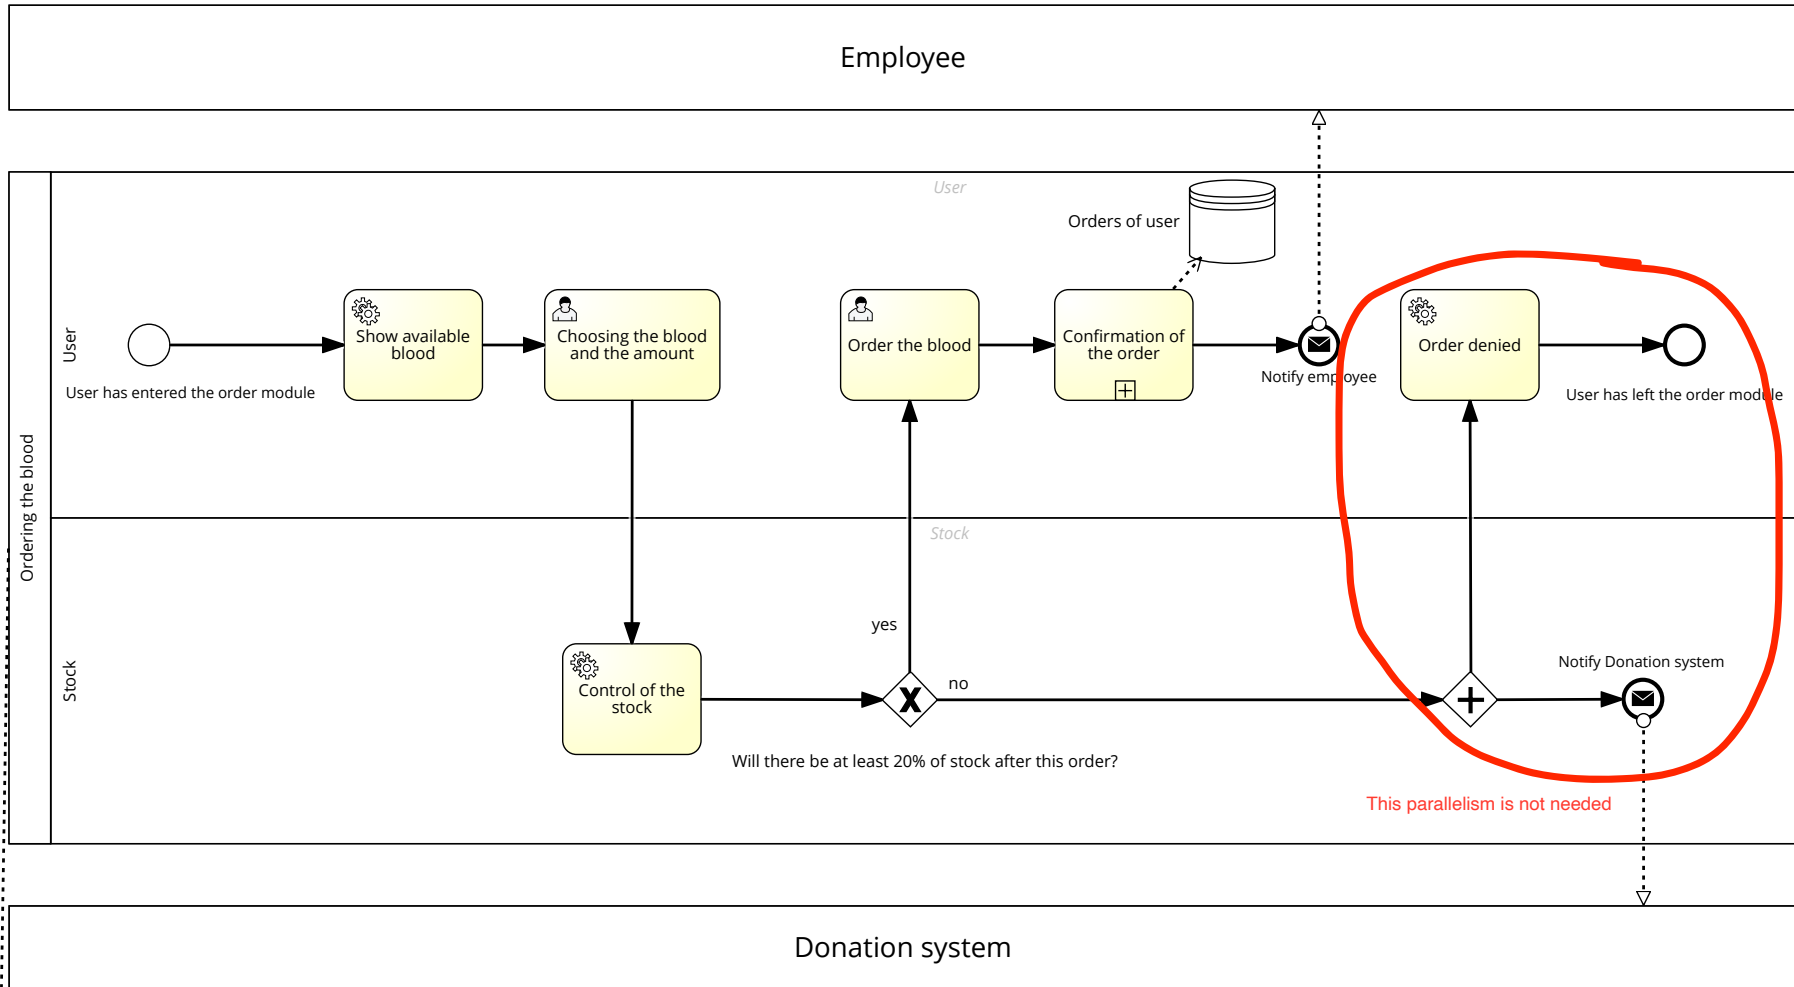 Employee
User
Orders of user
Show available
blood
Choosing the blood
and the amount
Order the blood
Confirmation of
the order
Order denied
Notify employee
User has entered the order module
User has left the order module
User
Ordering the blood
Stock
yes
no
Stock
Control of the
stock
Notify Donation system
Will there be at least 20% of stock after this order?
This parallelism is not needed
Donation system